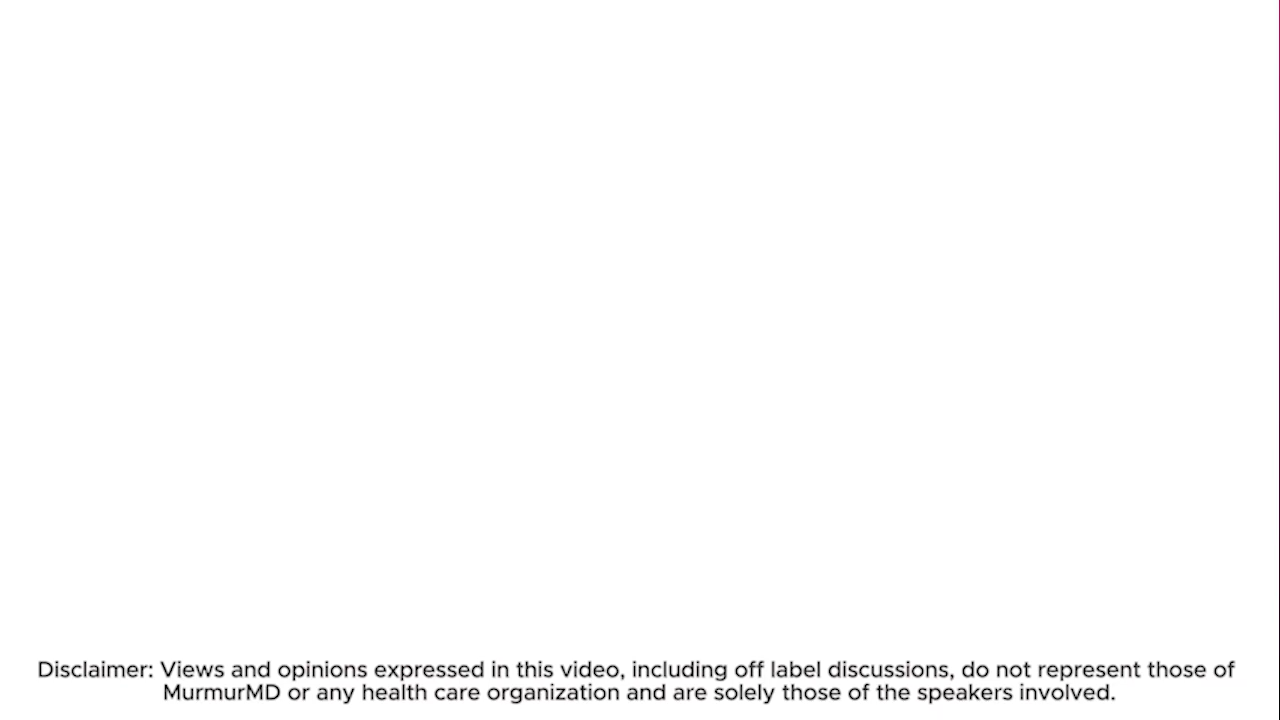 Disclaimer: Views and opinions expressed in this video, including off label discussions, do not represent those of
MurmurMD or any health care organization and are solely those of the speakers involved.